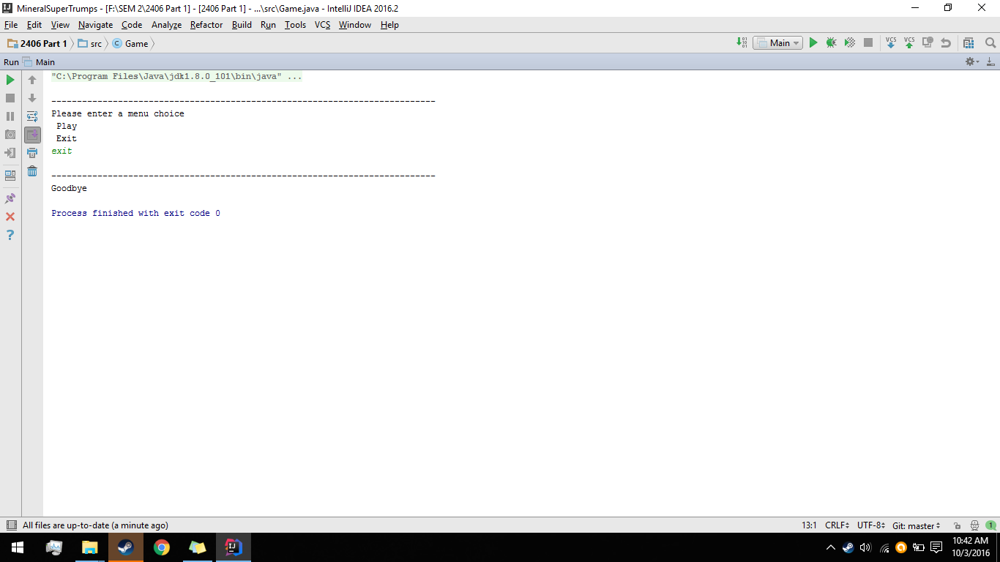 MineralSuperTrumps - [F:\SEM 2\2406 Part 1] - [2406 Part 1] - ...\src\Game.java - IntelliJ IDEA 2016.2
File Edit View Navigate Code Analyze Refactor Build Run Tools VCS Window Help
2406 Part 1 src Game Main VCS VCS
Run Main
"C:\Program Files\Java\jdk1.8.0_101\bin\java" ...
---------------------------------------------------------------------------
Please enter a menu choice
Play
Exit
exit
---------------------------------------------------------------------------
Goodbye
Process finished with exit code 0
All files are up-to-date (a minute ago) 13:1 CRLF UTF-8 Git: master 1
10:42 AM
10/3/2016